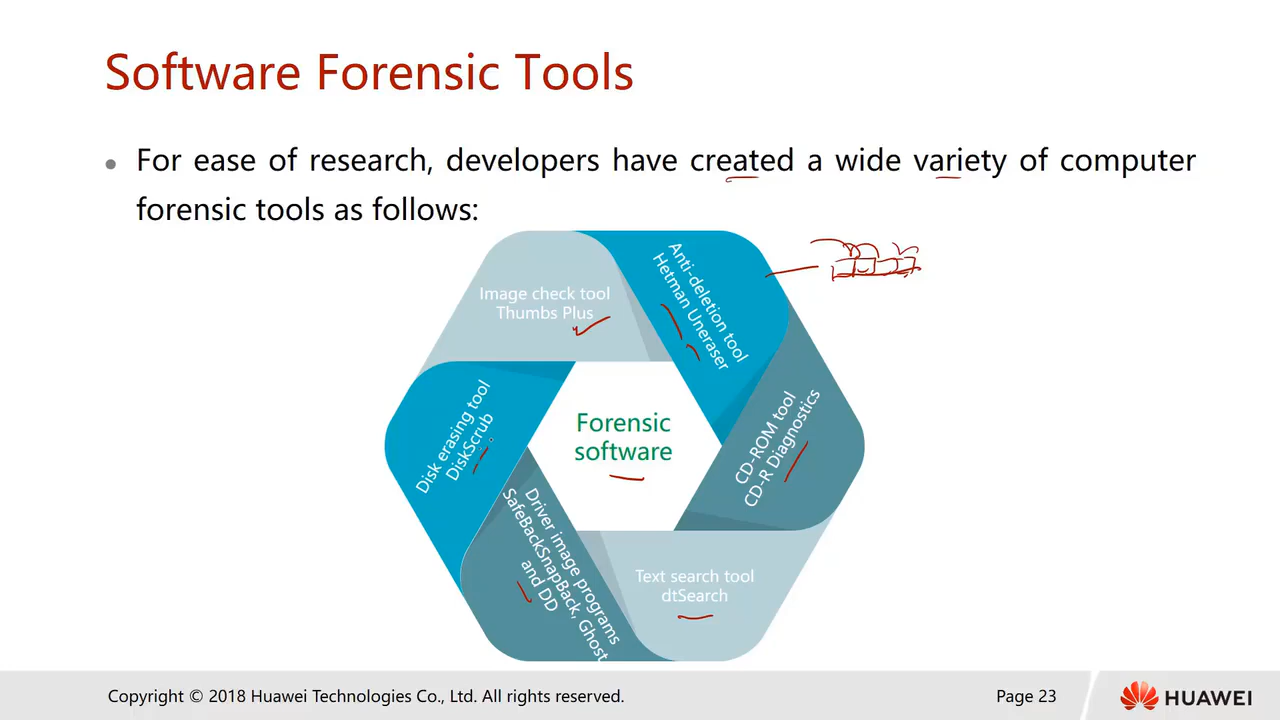 Software Forensic Tools
• For ease of research, developers have created a wide variety of computer
forensic tools as follows:
Image check tool
Thumbs Plus
Anti-deletion tool
Hetman Uneraser
CD-ROM tool
CD-R Diagnostics
Text search tool
dtSearch
Driver image programs
SafeBackSnapBack, Ghost
and DD
Disk erasing tool
DiskScrub
Forensic
software
Copyright © 2018 Huawei Technologies Co., Ltd. All rights reserved.
Page 23
HUAWEI